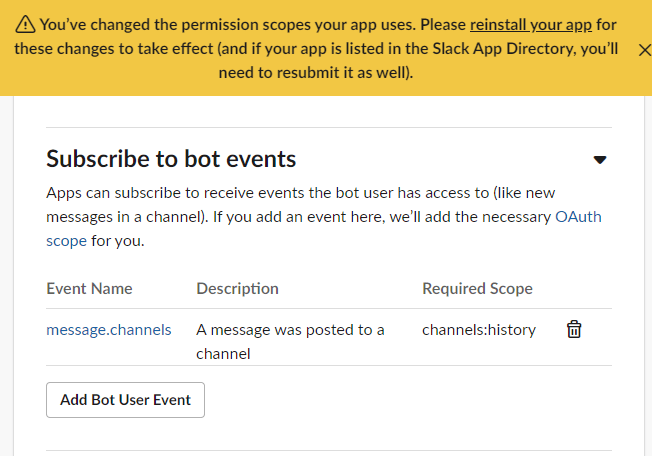 You’ve changed the permission scopes your app uses. Please reinstall your app for
these changes to take effect (and if your app is listed in the Slack App Directory, you’ll
need to resubmit it as well).
Subscribe to bot events
Apps can subscribe to receive events the bot user has access to (like new
messages in a channel). If you add an event here, we’ll add the necessary OAuth
scope for you.
Event Name Description Required Scope
message.channels A message was posted to a channels:history
channel
Add Bot User Event